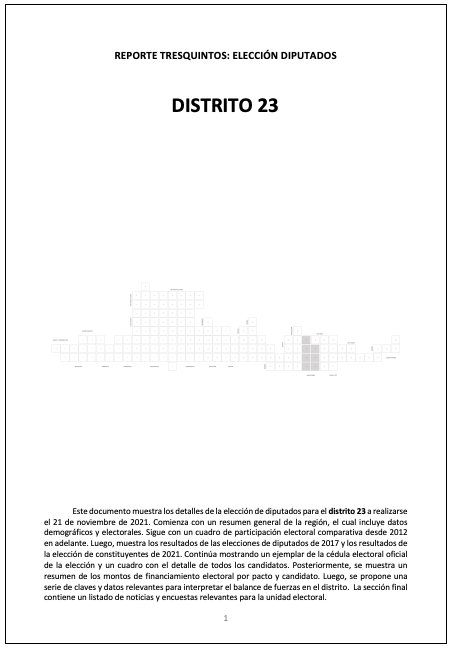 REPORTE TRESQUINTOS: ELECCIÓN DIPUTADOS
DISTRITO 23
Este documento muestra los detalles de la elección de diputados para el distrito 23 a realizarse
el 21 de noviembre de 2021. Comienza con un resumen general de la región, el cual incluye datos
demográficos y electorales. Sigue con un cuadro de participación electoral comparativa desde 2012
en adelante. Luego, muestra los resultados de las elecciones de diputados de 2017 y los resultados de
la elección de constituyentes de 2021. Continúa mostrando un ejemplar de la cédula electoral oficial
de la elección y un cuadro con el detalle de todos los candidatos. Posteriormente, se muestra un
resumen de los montos de financiamiento electoral por pacto y candidato. Luego, se propone una
serie de claves y datos relevantes para interpretar el balance de fuerzas en el distrito. La sección final
contiene un listado de noticias y encuestas relevantes para la unidad electoral.
1